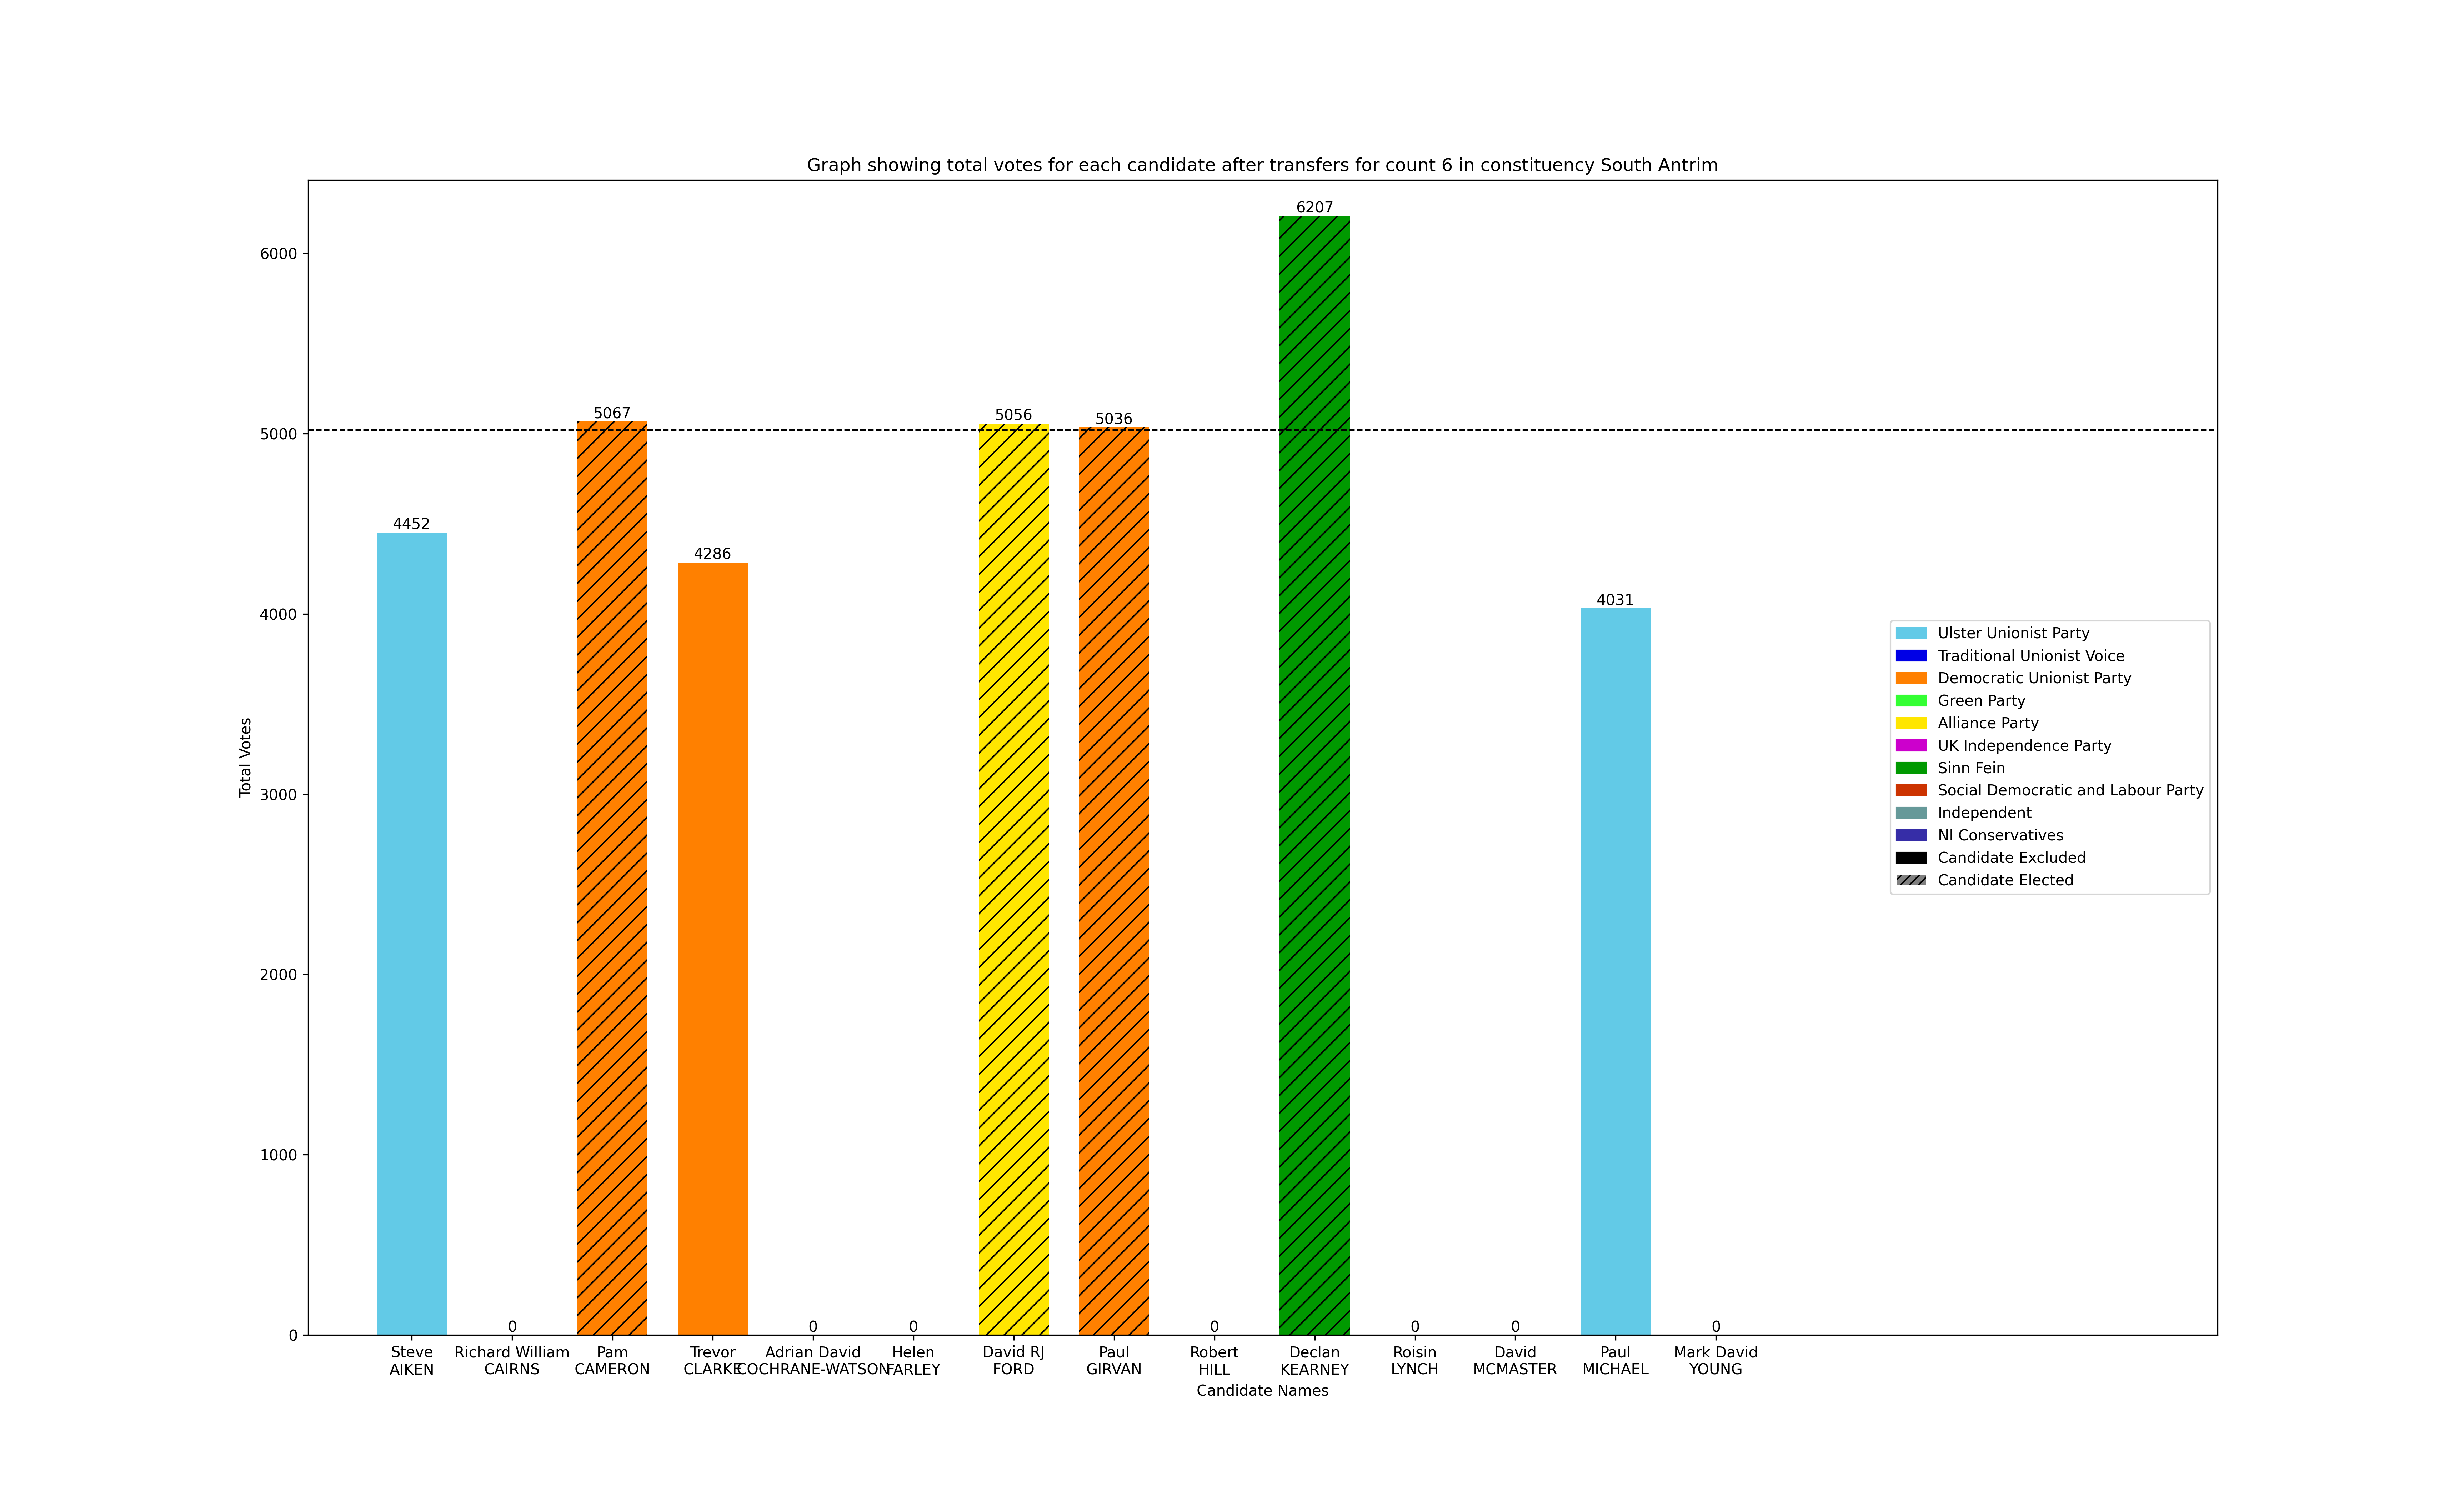 Graph showing total votes for each candidate after transfers for count 6 in constituency South Antrim
Total Votes
6000
5000
4000
3000
2000
1000
0
4452
0
5067
4286
0
0
5056
5036
0
6207
0
0
4031
0
Steve
AIKEN
Richard William
CAIRNS
Pam
CAMERON
Trevor
CLARKE
Adrian David
COCHRANE-WATSON
Helen
FARLEY
David RJ
FORD
Paul
GIRVAN
Robert
HILL
Declan
KEARNEY
Roisin
LYNCH
David
MCMASTER
Paul
MICHAEL
Mark David
YOUNG
Candidate Names
Ulster Unionist Party
Traditional Unionist Voice
Democratic Unionist Party
Green Party
Alliance Party
UK Independence Party
Sinn Fein
Social Democratic and Labour Party
Independent
NI Conservatives
Candidate Excluded
Candidate Elected